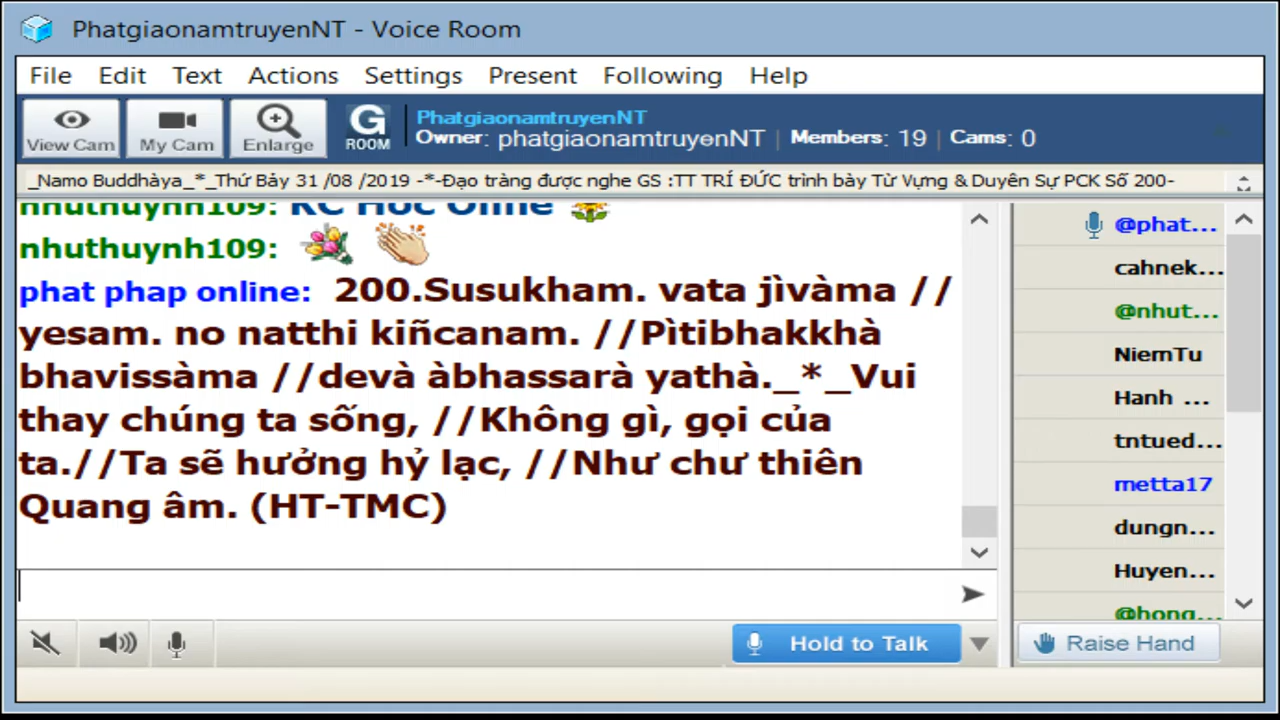 PhatgiaonamtruyenNT - Voice Room
File Edit Text Actions Settings Present Following Help
View Cam My Cam Enlarge G ROOM
PhatgiaonamtruyenNT
Owner: phatgiaonamtruyenNT | Members: 19 | Cams: 0
_Namo Buddhàya_*_Thứ Bảy 31 /08 /2019 -*-Đạo tràng được nghe GS :TT TRÍ ĐỨC trình bày Từ Vựng & Duyên Sự PCK Số 200-
nhuthuynh109: KC Học Online
nhuthuynh109:
phat phap online: 200.Susukham. vata jìvàma //
yesam. no natthi kiñcanam. //Pìtibhakkhà
bhavissàma //devà àbhassarà yathà._*_Vui
thay chúng ta sống, //Không gì, gọi của
ta.//Ta sẽ hưởng hỷ lạc, //Như chư thiên
Quang âm. (HT-TMC)
@phat...
cahnek...
@nhut...
NiemTu
Hanh ...
tntued...
metta17
dungn...
Huyen...
@hong...
Hold to Talk
Raise Hand